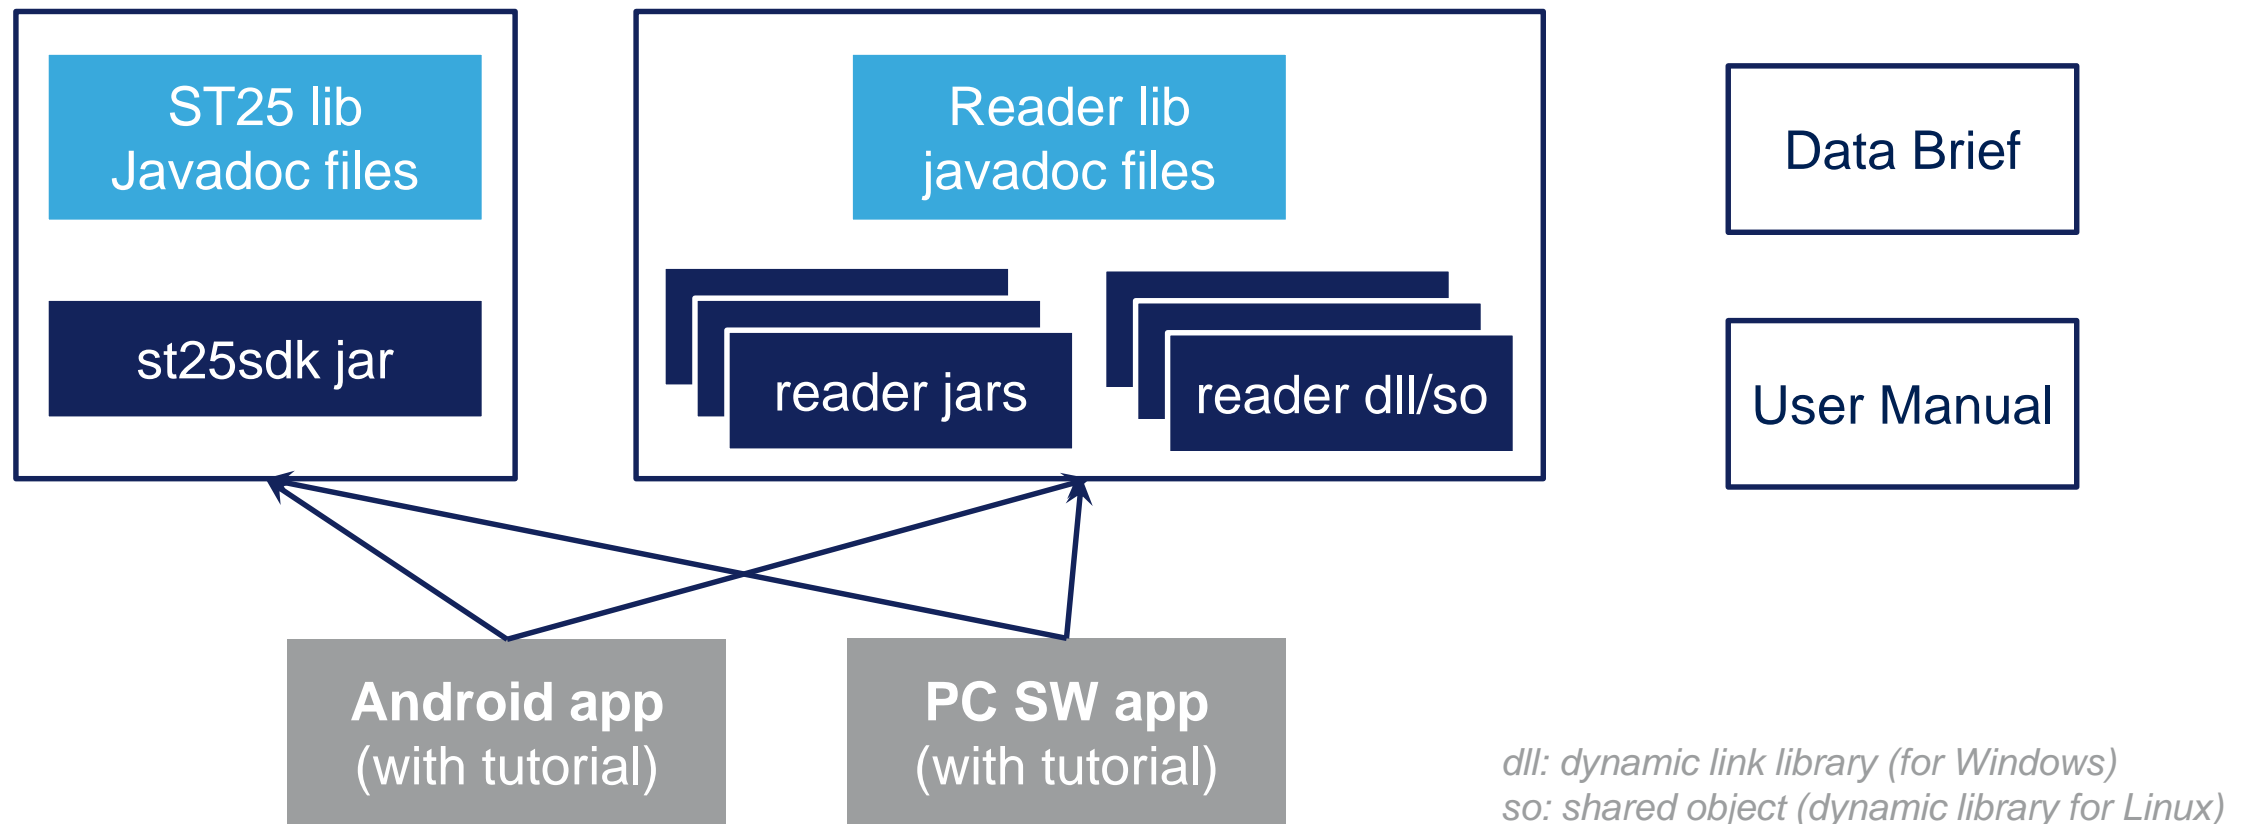 ST25 lib
Javadoc files
st25sdk jar
Reader lib
javadoc files
reader jars
reader dll/so
Data Brief
User Manual
Android app
(with tutorial)
PC SW app
(with tutorial)
dll: dynamic link library (for Windows)
so: shared object (dynamic library for Linux)